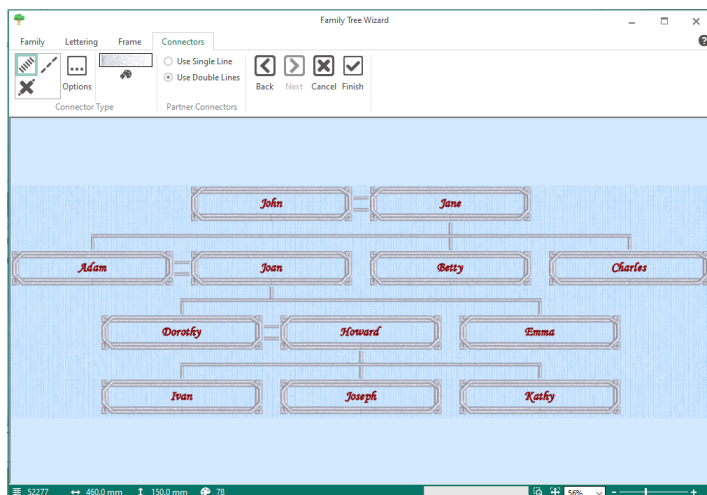 Family Tree Wizard
Family Lettering Frame Connectors
Use Single Line
Use Double Lines
Options
Back Next Cancel Finish
Connector Type Partner Connectors
John Jane
Adam Joan Betty Charles
Dorothy Howard Emma
Ivan Joseph Kathy
52277 460.0 mm 150.0 mm 78 56%